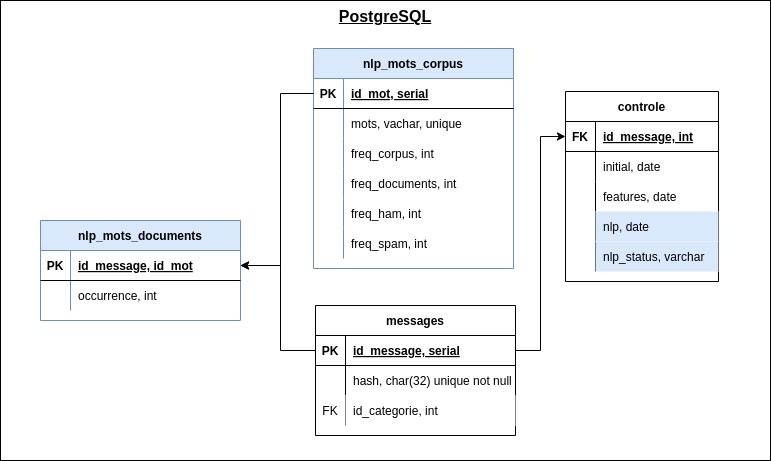 PostgreSQL
nlp_mots_corpus
PK id_mot, serial
mots, vachar, unique
freq_corpus, int
freq_documents, int
freq_ham, int
freq_spam, int
controle
FK id_message, int
initial, date
features, date
nlp, date
nlp_status, varchar
nlp_mots_documents
PK id_message, id_mot
occurrence, int
messages
PK id_message, serial
hash, char(32) unique not null
FK id_categorie, int